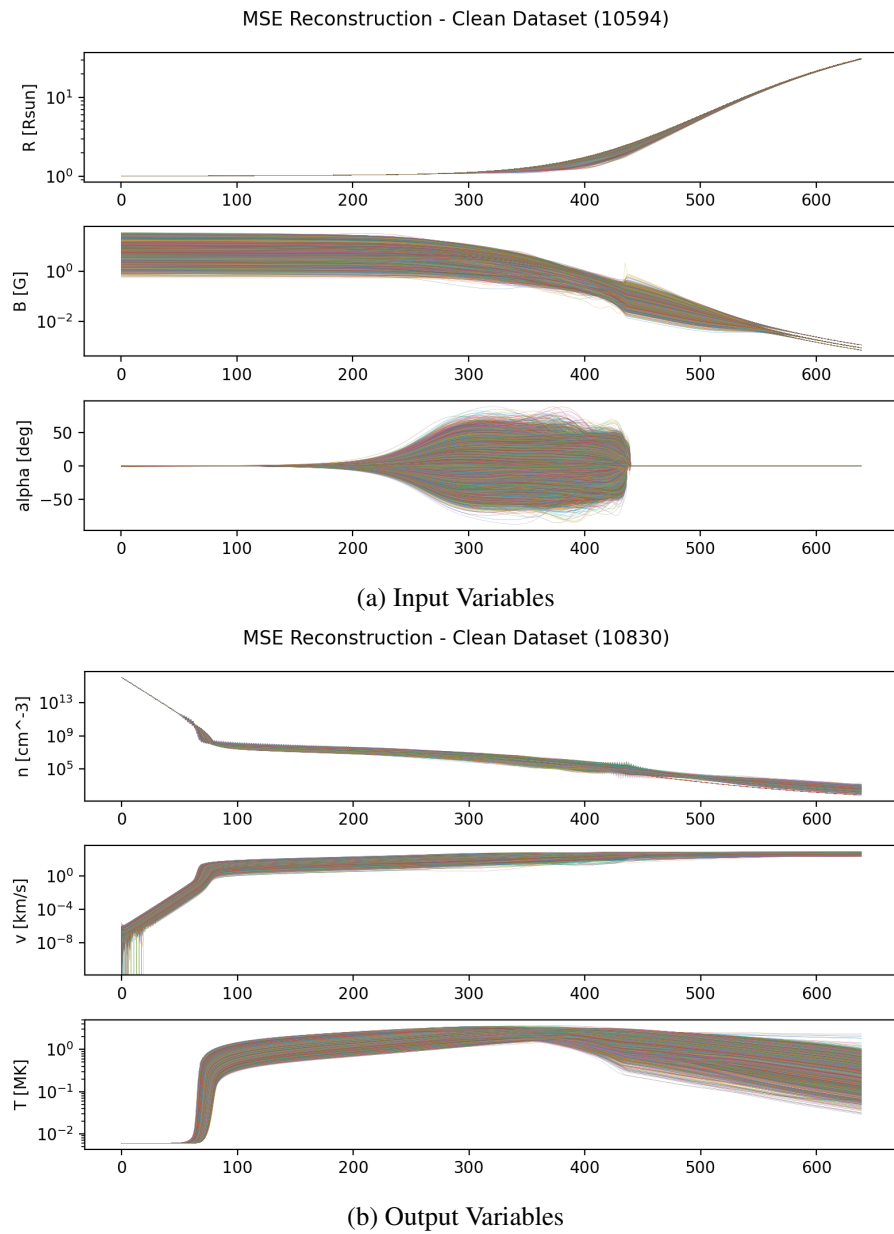 MSE Reconstruction - Clean Dataset (10594)
R [Rsun]
10^1
10^0
0 100 200 300 400 500 600
B [G]
10^0
10^-2
0 100 200 300 400 500 600
alpha [deg]
50
0
−50
0 100 200 300 400 500 600
(a) Input Variables
MSE Reconstruction - Clean Dataset (10830)
n [cm^-3]
10^13
10^9
10^5
0 100 200 300 400 500 600
v [km/s]
10^0
10^-4
10^-8
0 100 200 300 400 500 600
T [MK]
10^0
10^-1
10^-2
0 100 200 300 400 500 600
(b) Output Variables